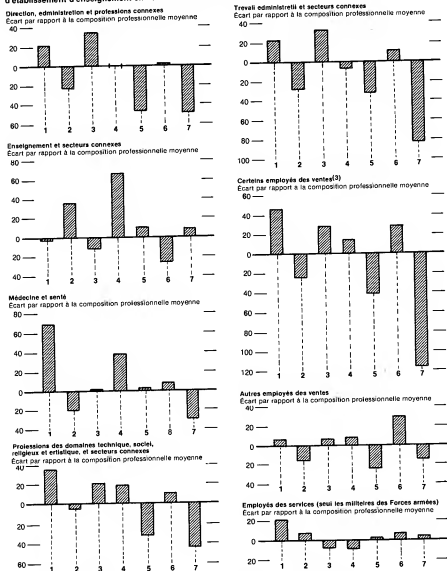 d'établissement d'enseignement
Direction, administration et professions connexes
Écart par rapport à la composition professionnelle moyenne
40
20
0
20
40
60
1 2 3 4 5 6 7
Enseignement et secteurs connexes
Écart par rapport à la composition professionnelle moyenne
80
60
40
20
0
20
40
1 2 3 4 5 6 7
Médecine et senté
Écart par rapport à la composition professionnelle moyenne
80
60
40
20
0
20
40
1 2 3 4 5 8 7
Professions des domaines technique, sociel,
religieux et ertistique, et secteurs connexes
Écart par rapport à la composition professionnelle moyenne
40
20
0
20
40
60
1 2 3 4 5 6 7
Trevail edministretii et secteurs connexes
Écart par rapport à la composition professionnelle moyenne
40
20
0
20
40
60
80
100
1 2 3 4 5 6 7
Certeins employés des ventes(3)
Écart par rapport à la composition professionnelle moyenne
60
40
20
0
20
40
60
80
100
120
1 2 3 4 5 6 7
Autres employés des ventes
Écart par rapport à la composition professionnelle moyenne
40
20
0
20
40
1 2 3 4 5 6 7
Employés des services (seui les miiiteires des Forces armées)
Écart par rapport à la composition professionnelle moyenne
20
0
20
1 2 3 4 5 6 7